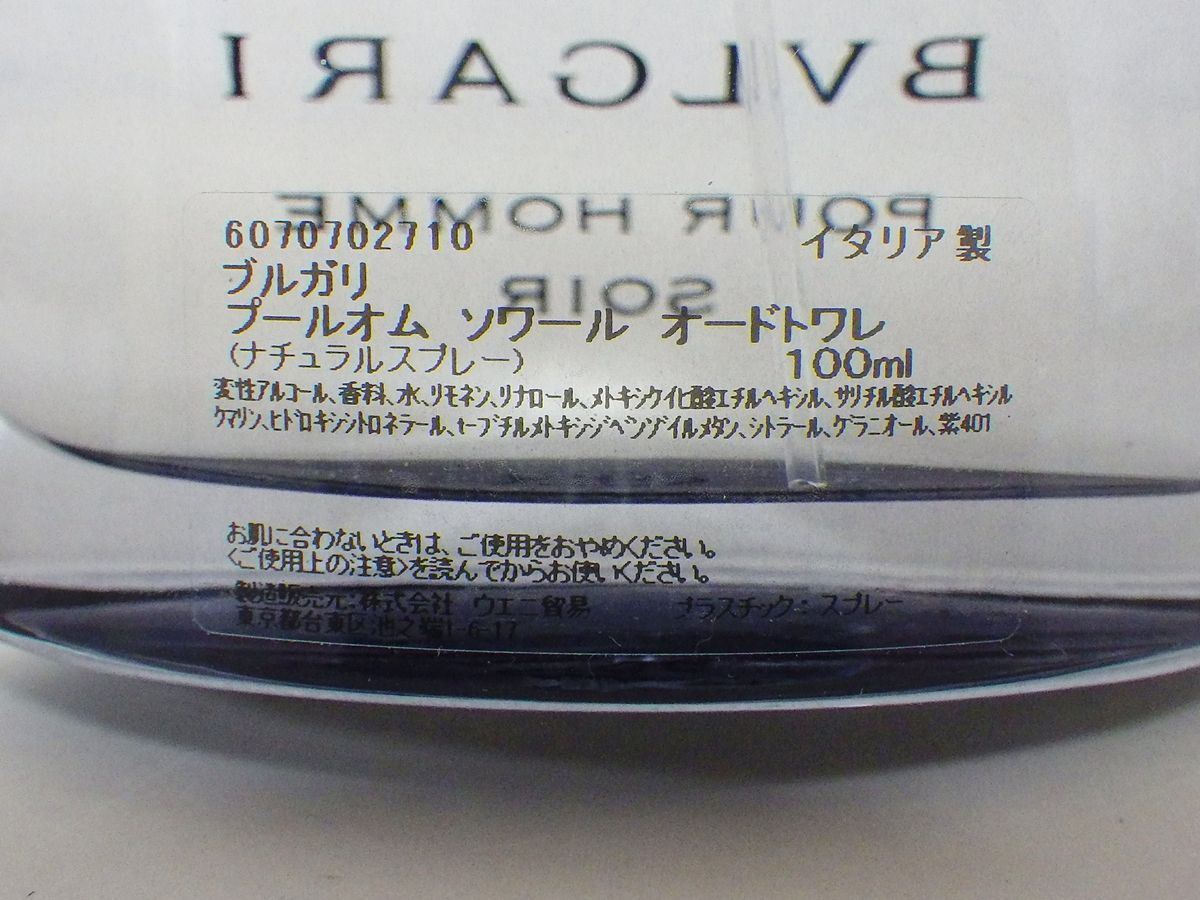 BVLGARI
POUR HOMME
6070702710 イタリア製
ブルガリ
SOIR
プールオム ソワール オードトワレ
(ナチュラルスプレー) 100ml
変性アルコール、香料、水、リモネン、リナロール、メトキシケイヒ酸エチルヘキシル、サリチル酸エチルヘキシル
クマリン、ヒドロキシシトロネラール、t-ブチルメトキシジベンゾイルメタン、シトラール、ゲラニオール、紫401
お肌に合わないときは、ご使用をおやめください。
〈ご使用上の注意〉を読んでからお使いください。
製造販売元:株式会社 ウエニ貿易 プラスチック: スプレー
東京都台東区池之端1-6-17